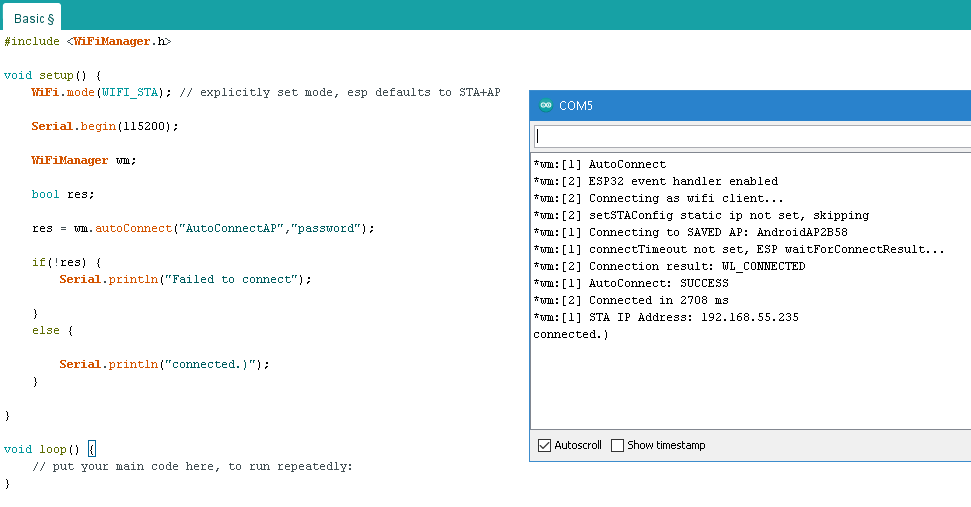 Basic §
#include <WiFiManager.h>
void setup() {
WiFi.mode(WIFI_STA); // explicitly set mode, esp defaults to STA+AP
Serial.begin(115200);
WiFiManager wm;
bool res;
res = wm.autoConnect("AutoConnectAP","password");
if(!res) {
Serial.println("Failed to connect");
}
else {
Serial.println("connected.)");
}
}
void loop() {
// put your main code here, to run repeatedly:
}
COM5
*wm:[1] AutoConnect
*wm:[2] ESP32 event handler enabled
*wm:[2] Connecting as wifi client...
*wm:[2] setSTAConfig static ip not set, skipping
*wm:[1] Connecting to SAVED AP: AndroidAP2B58
*wm:[1] connectTimeout not set, ESP waitForConnectResult...
*wm:[2] Connection result: WL_CONNECTED
*wm:[1] AutoConnect: SUCCESS
*wm:[2] Connected in 2708 ms
*wm:[1] STA IP Address: 192.168.55.235
connected.)
Autoscroll Show timestamp